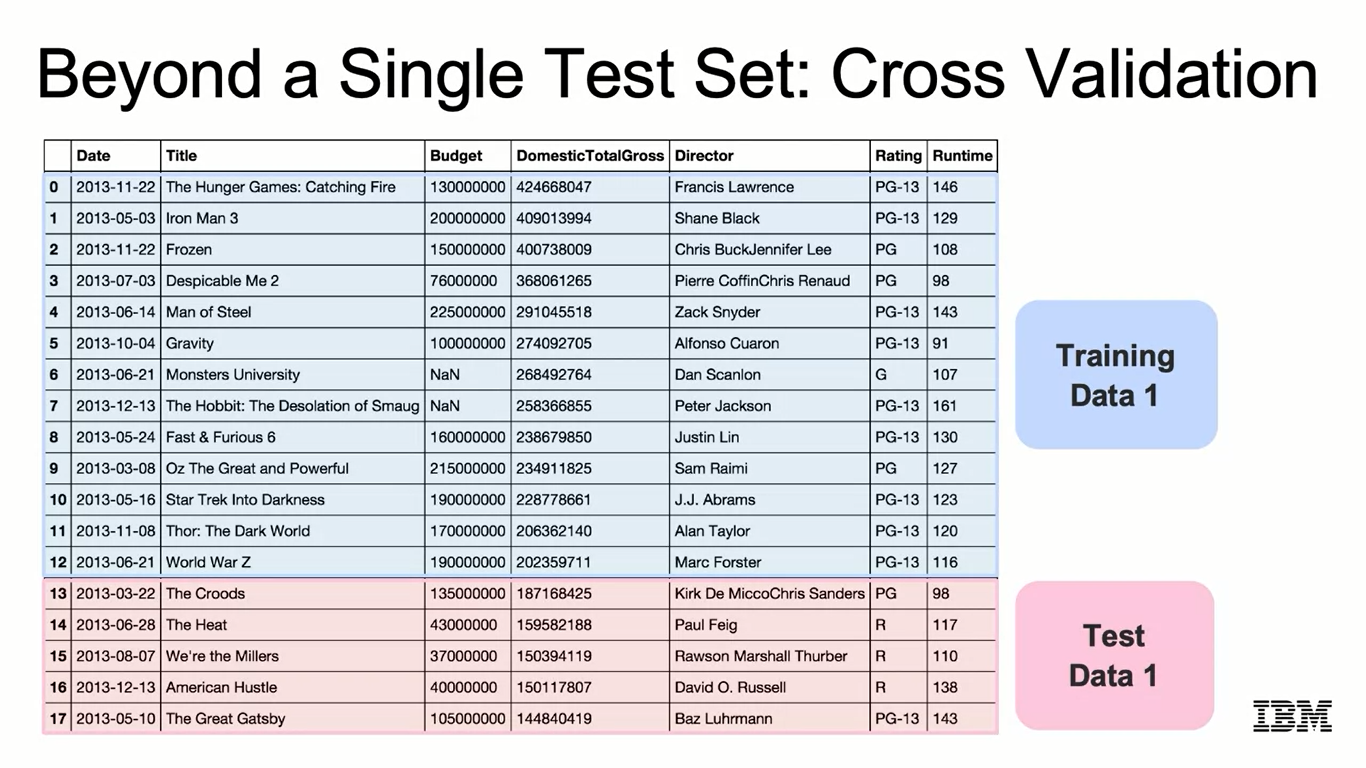 Beyond a Single Test Set: Cross Validation
Date Title Budget DomesticTotalGross Director Rating Runtime
0 2013-11-22 The Hunger Games: Catching Fire 130000000 424668047 Francis Lawrence PG-13 146
1 2013-05-03 Iron Man 3 200000000 409013994 Shane Black PG-13 129
2 2013-11-22 Frozen 150000000 400738009 Chris BuckJennifer Lee PG 108
3 2013-07-03 Despicable Me 2 76000000 368061265 Pierre CoffinChris Renaud PG 98
4 2013-06-14 Man of Steel 225000000 291045518 Zack Snyder PG-13 143
5 2013-10-04 Gravity 100000000 274092705 Alfonso Cuaron PG-13 91
6 2013-06-21 Monsters University NaN 268492764 Dan Scanlon G 107
7 2013-12-13 The Hobbit: The Desolation of Smaug NaN 258366855 Peter Jackson PG-13 161
8 2013-05-24 Fast & Furious 6 160000000 238679850 Justin Lin PG-13 130
9 2013-03-08 Oz The Great and Powerful 215000000 234911825 Sam Raimi PG 127
10 2013-05-16 Star Trek Into Darkness 190000000 228778661 J.J. Abrams PG-13 123
11 2013-11-08 Thor: The Dark World 170000000 206362140 Alan Taylor PG-13 120
12 2013-06-21 World War Z 190000000 202359711 Marc Forster PG-13 116
13 2013-03-22 The Croods 135000000 187168425 Kirk De MiccoChris Sanders PG 98
14 2013-06-28 The Heat 43000000 159582188 Paul Feig R 117
15 2013-08-07 We're the Millers 37000000 150394119 Rawson Marshall Thurber R 110
16 2013-12-13 American Hustle 40000000 150117807 David O. Russell R 138
17 2013-05-10 The Great Gatsby 105000000 144840419 Baz Luhrmann PG-13 143
Training
Data 1
Test
Data 1
IBM